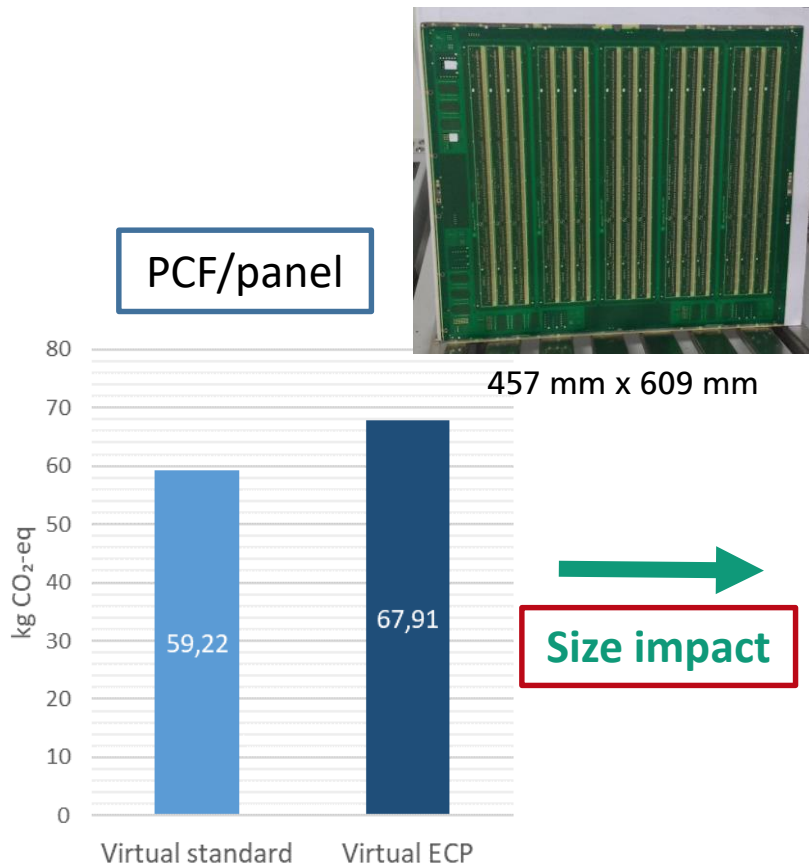 PCF/panel
457 mm x 609 mm
kg CO₂-eq
80
70
60
50
40
30
20
10
0
59,22
67,91
Virtual standard
Virtual ECP
Size impact